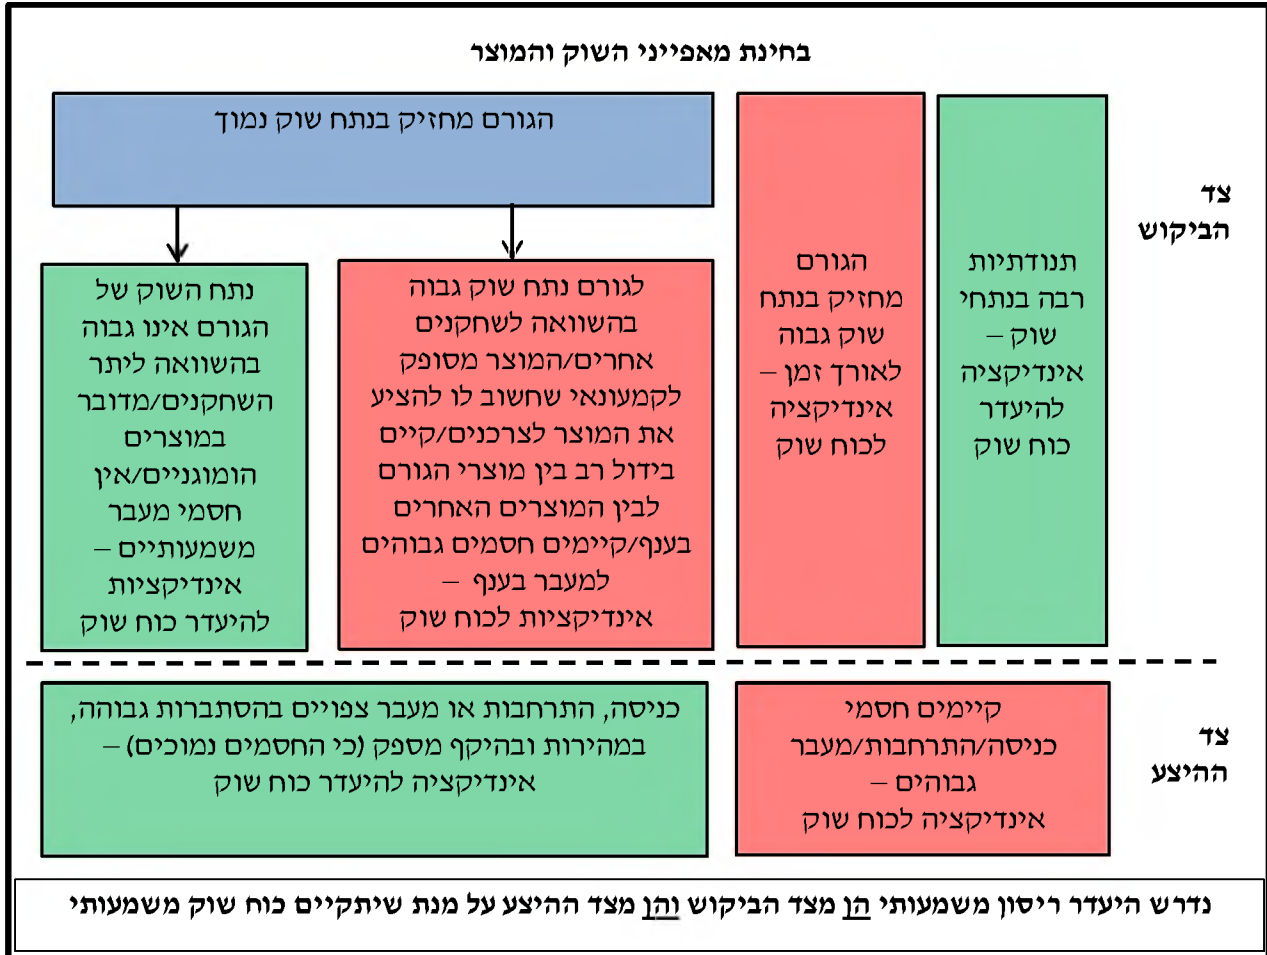 בחינת מאפייני השוק והמוצר
צד
הביקוש
תנודתיות
רבה בנתחי
שוק –
אינדיקציה
להיעדר
כוח שוק
הגורם
מחזיק בנתח
שוק גבוה
לאורך זמן –
אינדיקציה
לכוח שוק
הגורם מחזיק בנתח שוק נמוך
לגורם נתח שוק גבוה
בהשוואה לשחקנים
אחרים/המוצר מסופק
לקמעונאי שחשוב לו להציע
את המוצר לצרכנים/קיים
בידול רב בין מוצרי הגורם
לבין המוצרים האחרים
בענף/קיימים חסמים גבוהים
למעבר בענף –
אינדיקציות לכוח שוק
נתח השוק של
הגורם אינו גבוה
בהשוואה ליתר
השחקנים/מדובר
במוצרים
הומוגניים/אין
חסמי מעבר
משמעותיים –
אינדיקציות
להיעדר כוח שוק
צד
ההיצע
קיימים חסמי
כניסה/התרחבות/מעבר
גבוהים –
אינדיקציה לכוח שוק
כניסה, התרחבות או מעבר צפויים בהסתברות גבוהה,
במהירות ובהיקף מספק (כי החסמים נמוכים) –
אינדיקציה להיעדר כוח שוק
נדרש היעדר ריסון משמעותי הן מצד הביקוש והן מצד ההיצע על מנת שיתקיים כוח שוק משמעותי